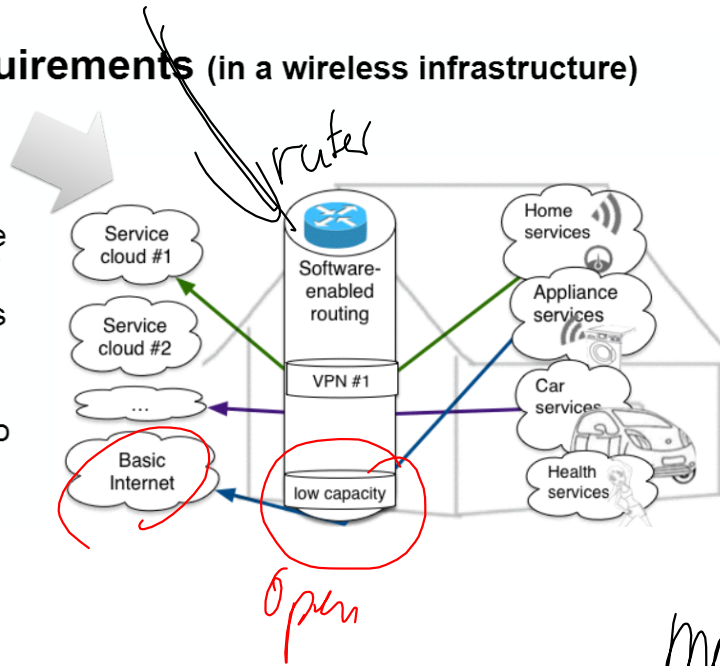 uirements (in a wireless infrastructure)
ruter
e
s
o
Service
cloud #1
Service
cloud #2
...
Basic
Internet
Software-
enabled
routing
VPN #1
low capacity
Open
Home
services
Appliance
services
Car
services
Health
services